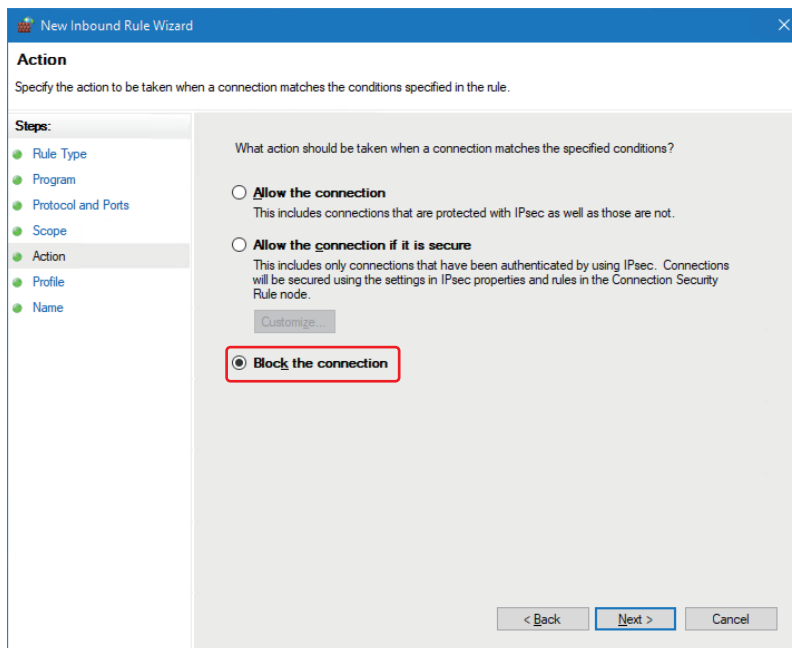 New Inbound Rule Wizard
Action
Specify the action to be taken when a connection matches the conditions specified in the rule.
Steps:
Rule Type
Program
Protocol and Ports
Scope
Action
Profile
Name
What action should be taken when a connection matches the specified conditions?
Allow the connection
This includes connections that are protected with IPsec as well as those are not.
Allow the connection if it is secure
This includes only connections that have been authenticated by using IPsec. Connections
will be secured using the settings in IPsec properties and rules in the Connection Security
Rule node.
Customize...
Block the connection
< Back
Next >
Cancel